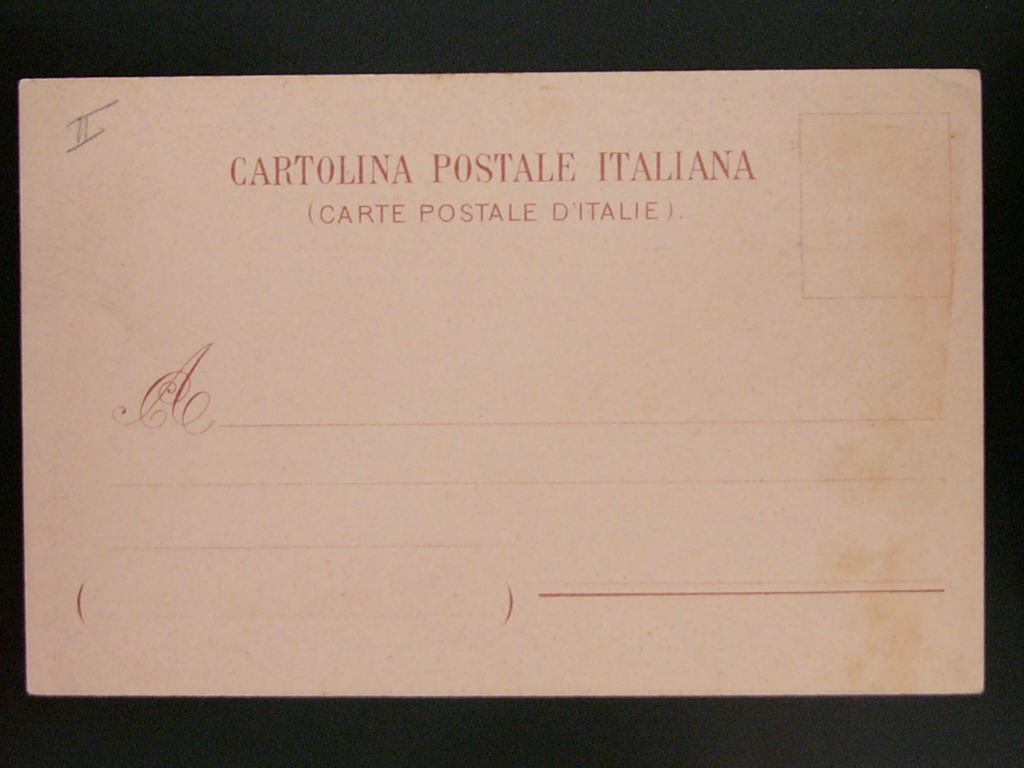 II
CARTOLINA POSTALE ITALIANA
(CARTE POSTALE D'ITALIE).
A
( )